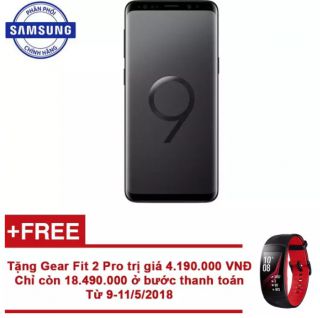 PHÂN PHỐI
SAMSUNG
CHÍNH HÃNG
9
+FREE
Tặng Gear Fit 2 Pro trị giá 4.190.000 VNĐ
Chỉ còn 18.490.000 ở bước thanh toán
Từ 9-11/5/2018